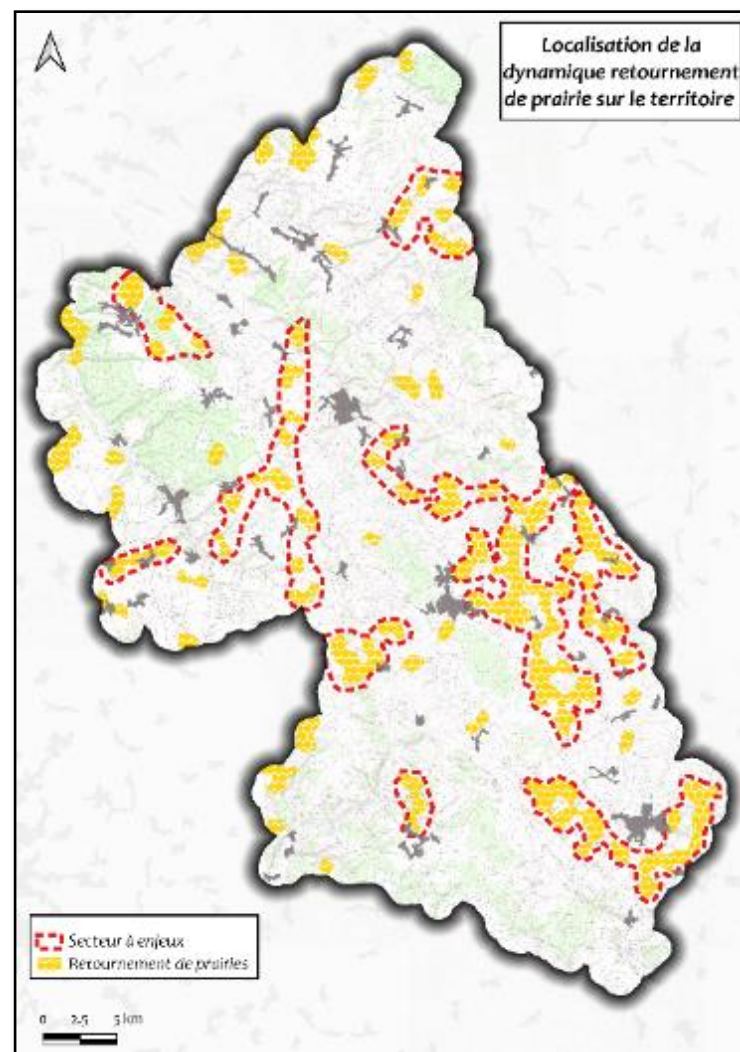 Localisation de la
dynamique retournement
de prairie sur le territoire
Secteur à enjeux
Retournement de prairies
0 2.5 5 km